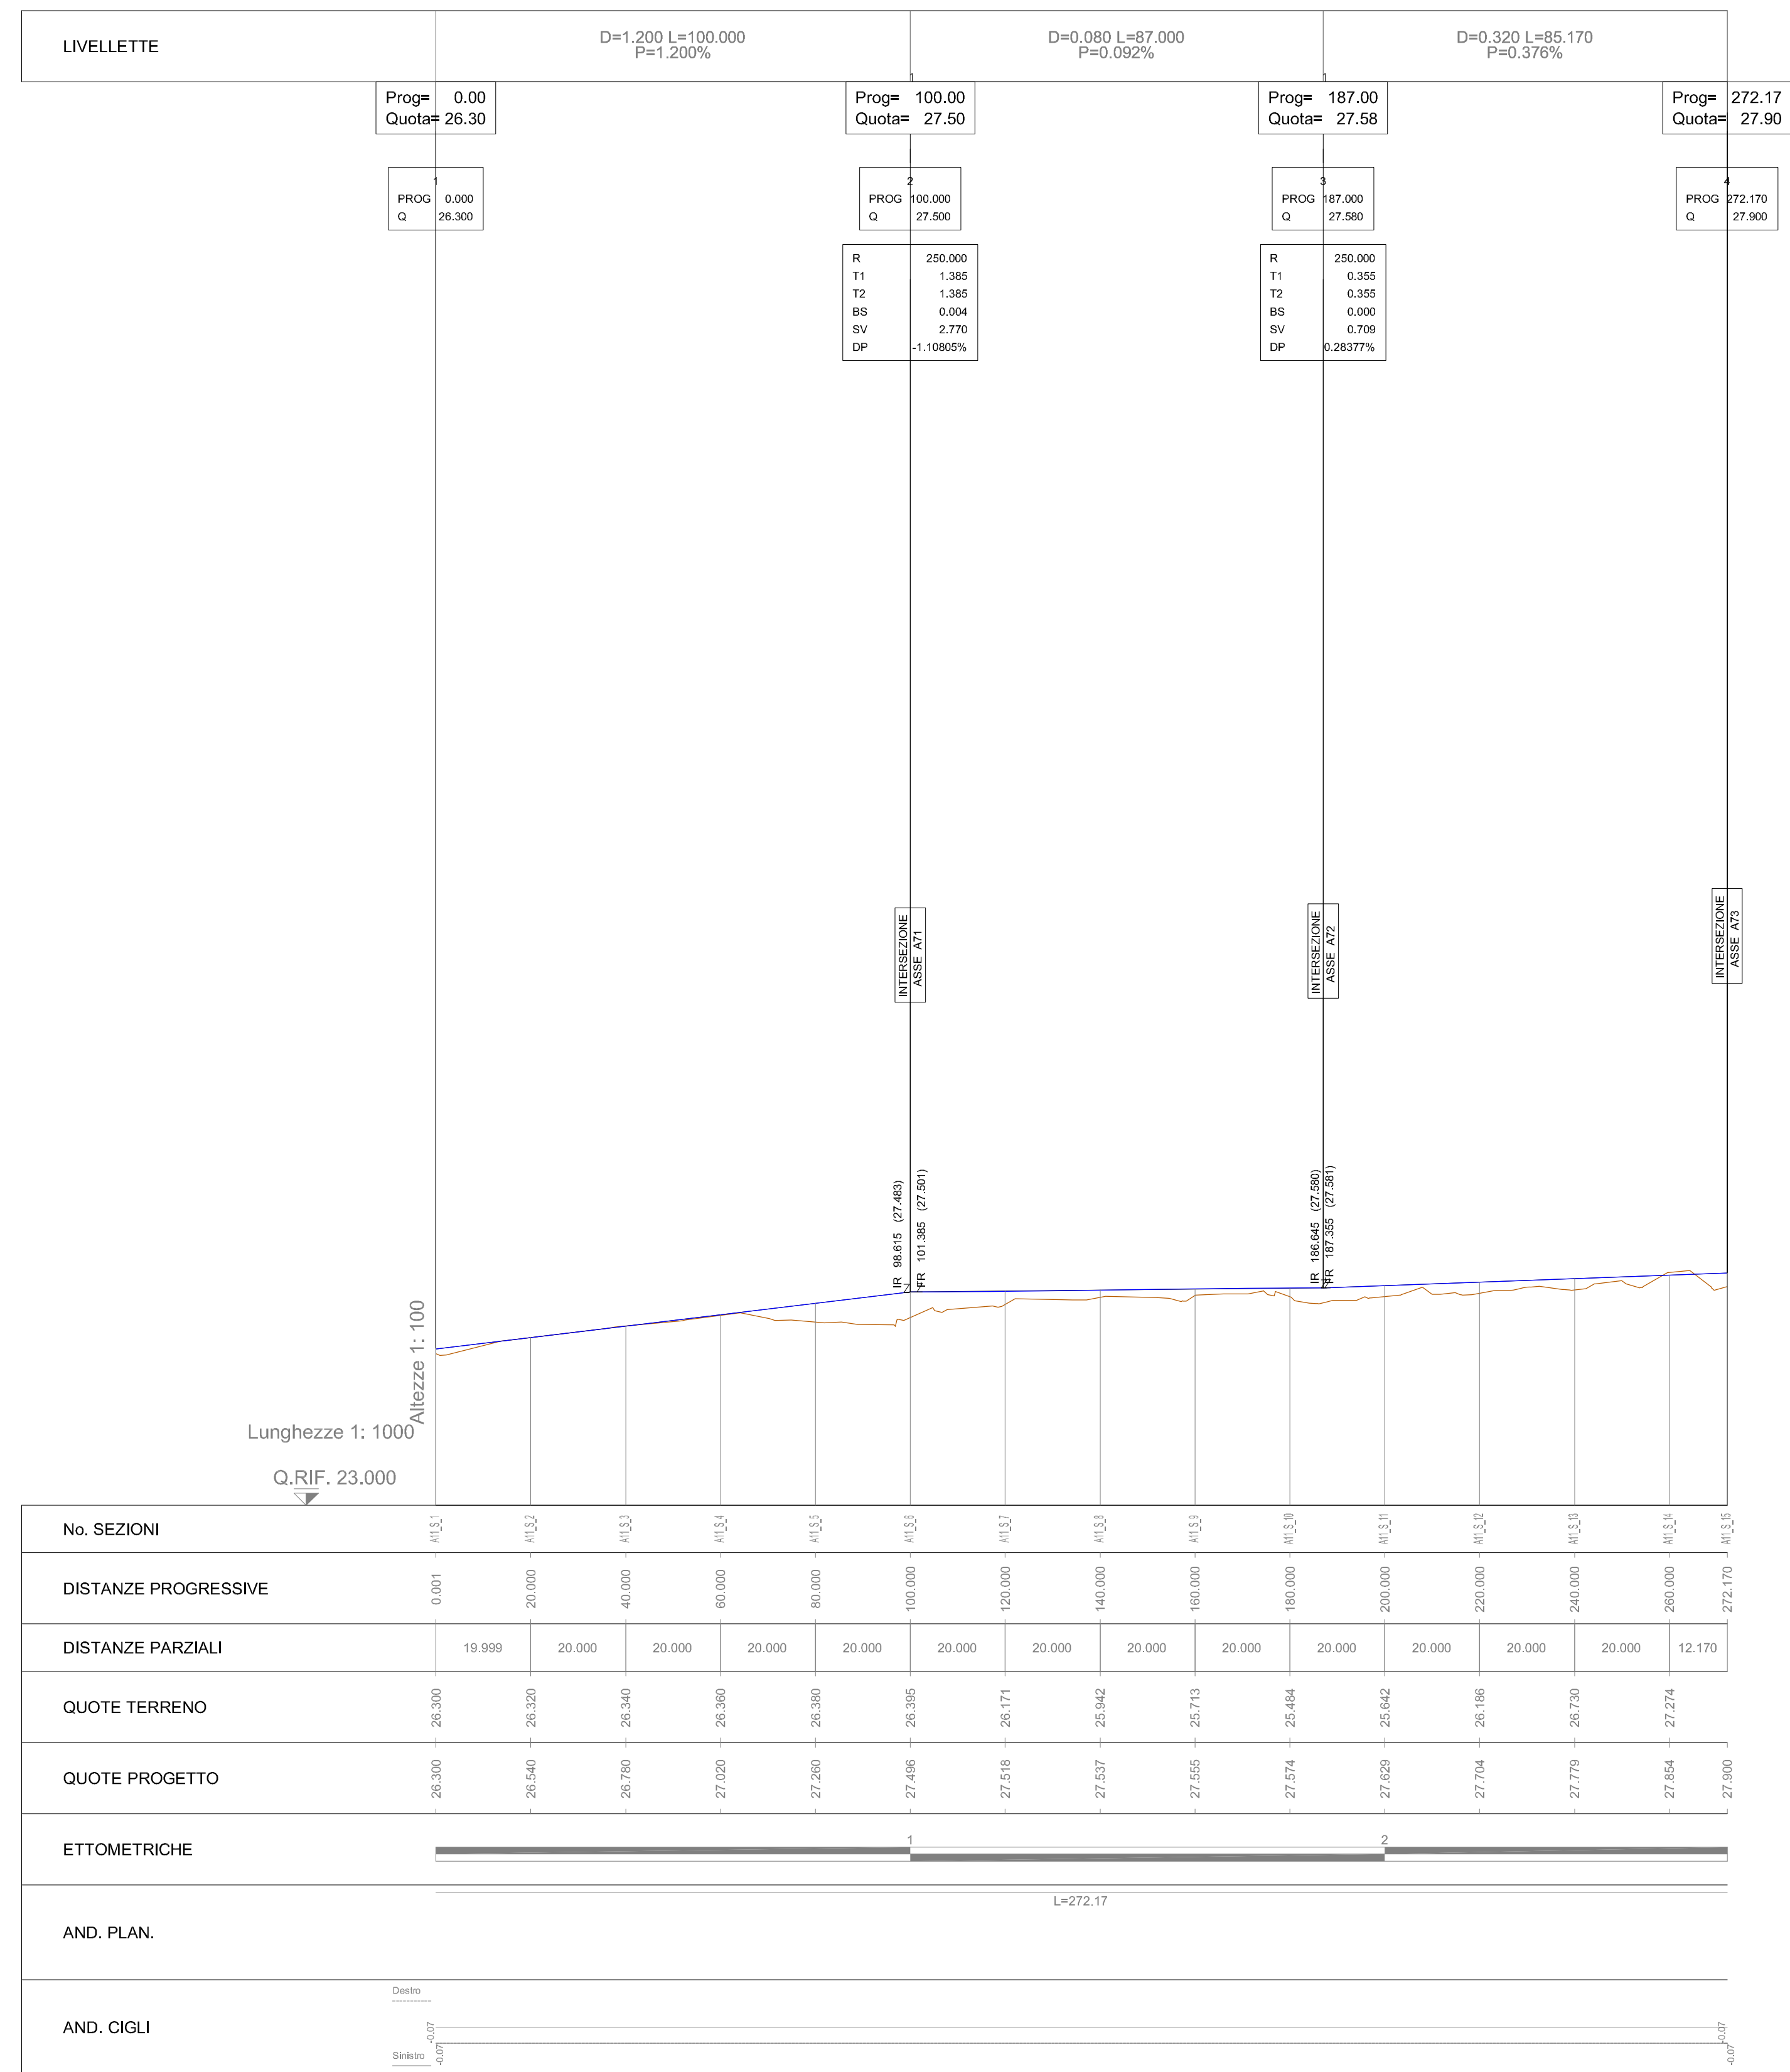 LIVELLETTE
D=1.200 L=100.000
P=1.200%
D=0.080 L=87.000
P=0.092%
D=0.320 L=85.170
P=0.376%
1
1
Prog= 0.00
Quota= 26.30
Prog= 100.00
Quota= 27.50
Prog= 187.00
Quota= 27.58
Prog= 272.17
Quota= 27.90
1
PROG 0.000
Q 26.300
2
PROG 100.000
Q 27.500
3
PROG 187.000
Q 27.580
4
PROG 272.170
Q 27.900
R 250.000
T1 1.385
T2 1.385
BS 0.004
SV 2.770
DP -1.10805%
R 250.000
T1 0.355
T2 0.355
BS 0.000
SV 0.709
DP 0.28377%
INTERSEZIONE
ASSE A71
INTERSEZIONE
ASSE A72
INTERSEZIONE
ASSE A73
IR 98.615 (27.483)
FR 101.385 (27.501)
IR 186.645 (27.580)
FR 187.355 (27.581)
Altezze 1: 100
Lunghezze 1: 1000
Q.RIF. 23.000
No. SEZIONI
A11_S_1 A11_S_2 A11_S_3 A11_S_4 A11_S_5 A11_S_6 A11_S_7 A11_S_8 A11_S_9 A11_S_10 A11_S_11 A11_S_12 A11_S_13 A11_S_14 A11_S_15
DISTANZE PROGRESSIVE
0.001 20.000 40.000 60.000 80.000 100.000 120.000 140.000 160.000 180.000 200.000 220.000 240.000 260.000 272.170
DISTANZE PARZIALI
19.999 20.000 20.000 20.000 20.000 20.000 20.000 20.000 20.000 20.000 20.000 20.000 20.000 12.170
QUOTE TERRENO
26.300 26.320 26.340 26.360 26.380 26.395 26.171 25.942 25.713 25.484 25.642 26.186 26.730 27.274
QUOTE PROGETTO
26.300 26.540 26.780 27.020 27.260 27.496 27.518 27.537 27.555 27.574 27.629 27.704 27.779 27.854 27.900
ETTOMETRICHE
1
2
AND. PLAN.
L=272.17
AND. CIGLI
Destro
-0.07
-0.07
Sinistro
-0.07
-0.07